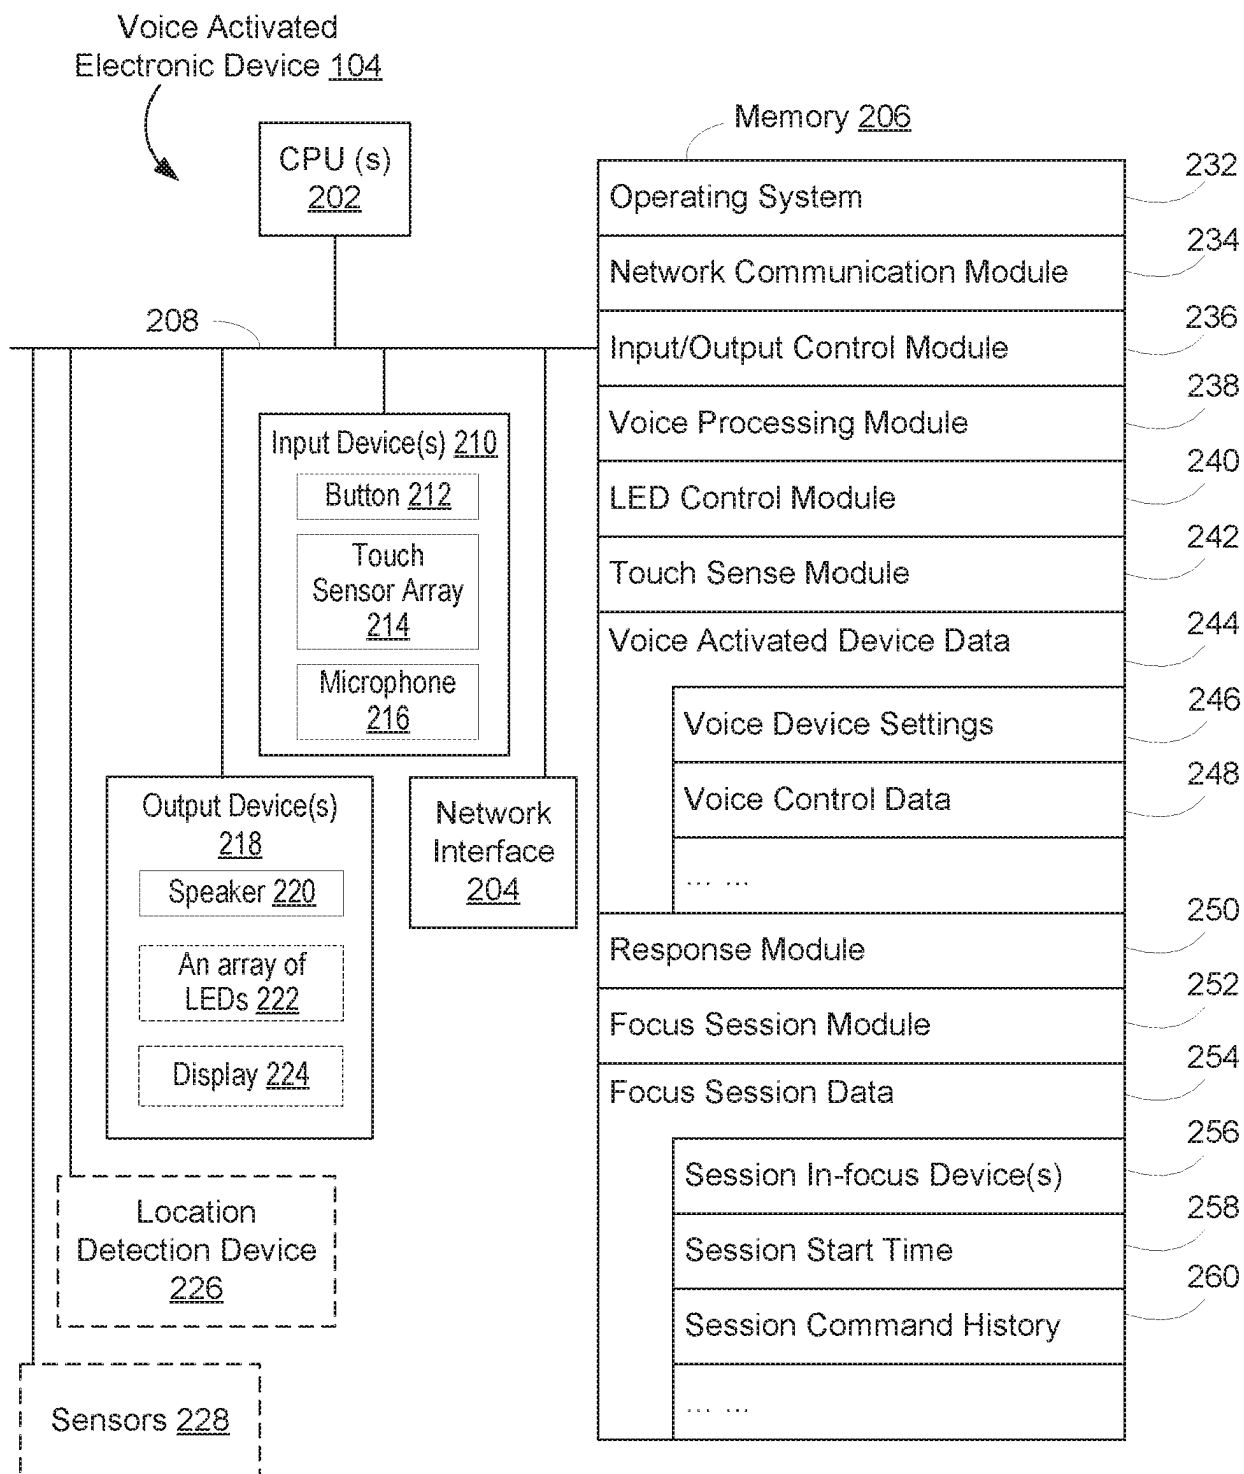 Voice Activated
Electronic Device 104
CPU (s)
202
208
Input Device(s) 210
Button 212
Touch
Sensor Array
214
Microphone
216
Output Device(s)
218
Speaker 220
An array of
LEDs 222
Display 224
Network
Interface
204
Location
Detection Device
226
Sensors 228
Memory 206
Operating System
232
Network Communication Module
234
Input/Output Control Module
236
Voice Processing Module
238
LED Control Module
240
Touch Sense Module
242
Voice Activated Device Data
244
Voice Device Settings
246
Voice Control Data
248
... ...
Response Module
250
Focus Session Module
252
Focus Session Data
254
Session In-focus Device(s)
256
Session Start Time
258
Session Command History
260
... ...